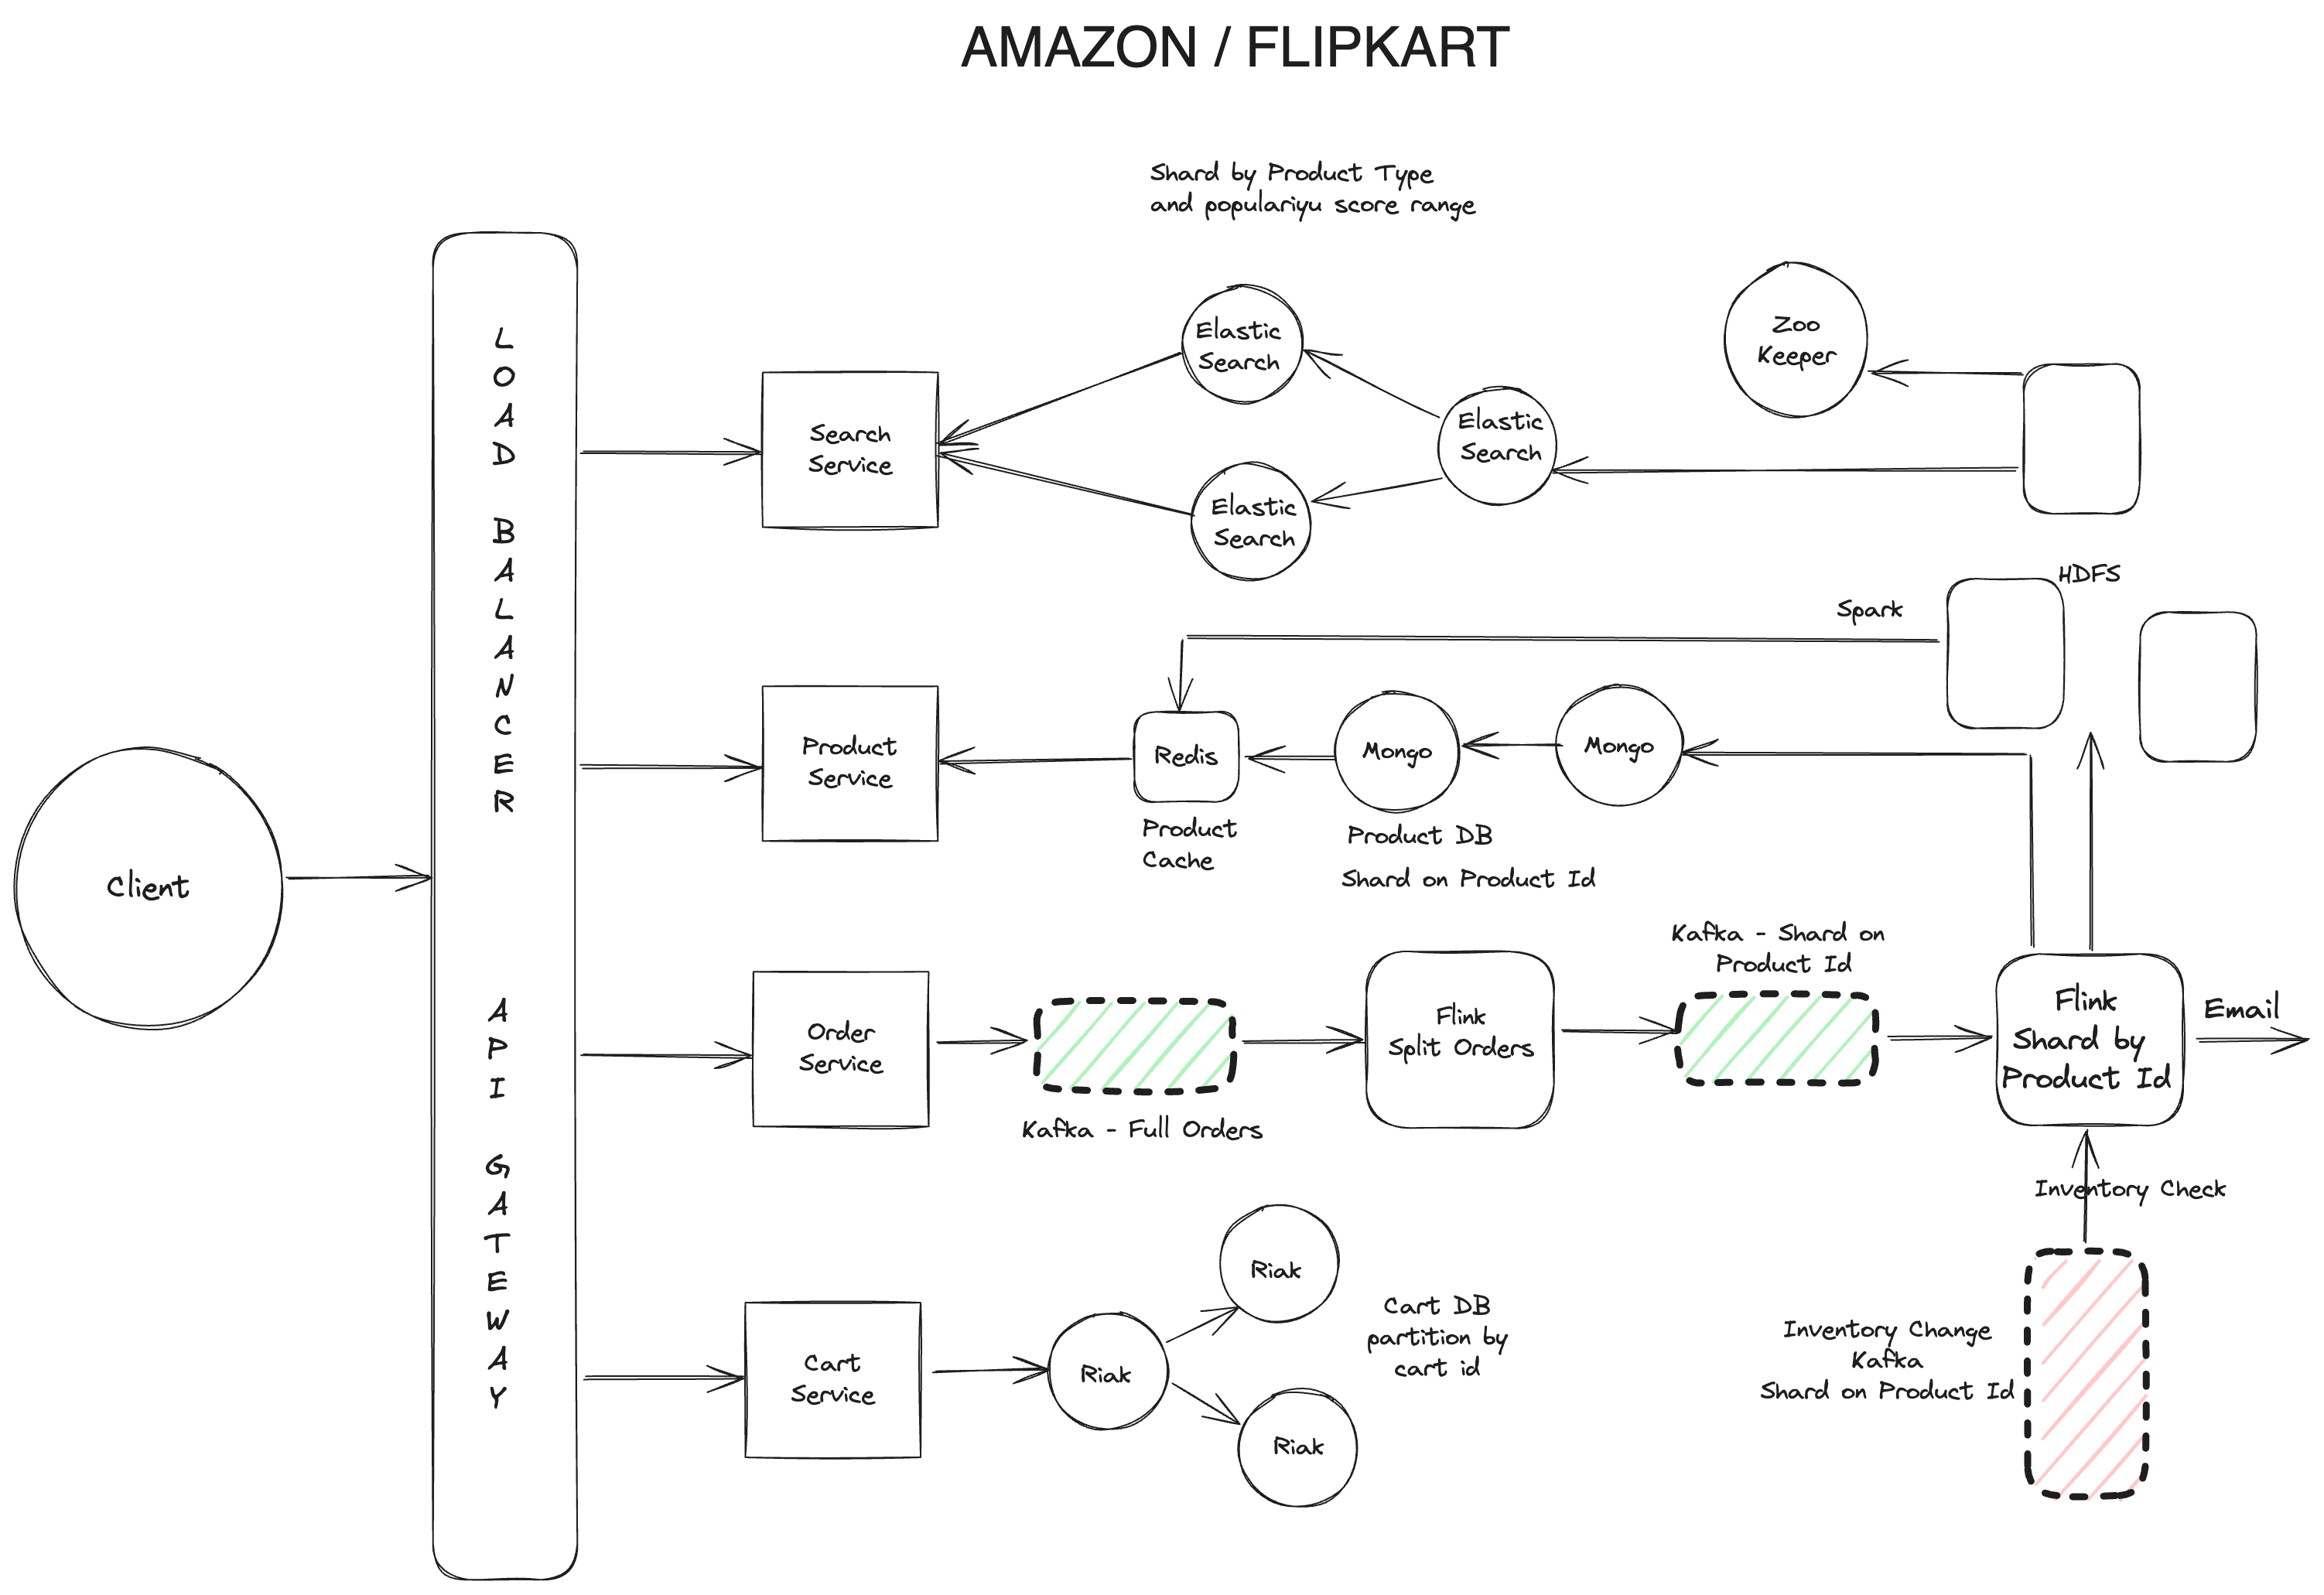 AMAZON / FLIPKART
Shard by Product Type
and populariyu score range
LOAD BALANCER
API GATEWAY
Client
Search
Service
Elastic
Search
Elastic
Search
Elastic
Search
Zoo
Keeper
HDFS
Spark
Product
Service
Redis
Product
Cache
Mongo
Mongo
Product DB
Shard on Product Id
Order
Service
Kafka - Full Orders
Flink
Split Orders
Kafka - Shard on
Product Id
Flink
Shard by
Product Id
Email
Inventory Check
Inventory Change
Kafka
Shard on Product Id
Cart
Service
Riak
Riak
Riak
Cart DB
partition by
cart id